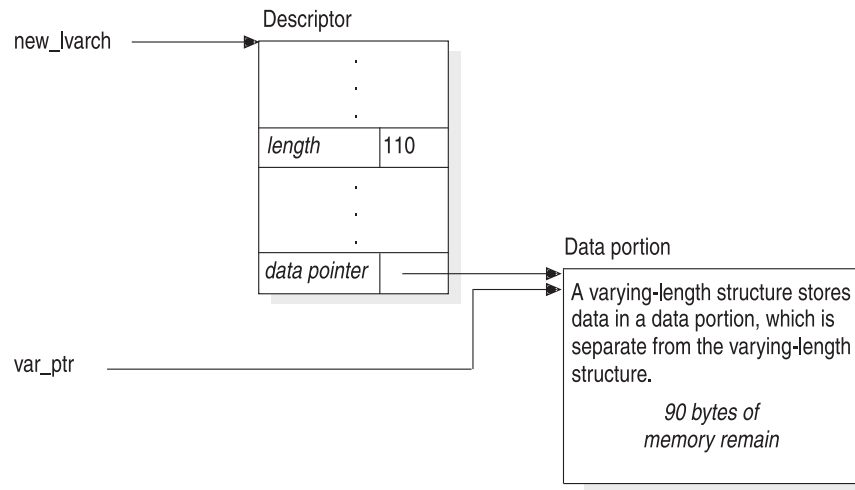 Descriptor
new_lvarch
.
.
.
length 110
.
.
.
data pointer
Data portion
A varying-length structure stores
data in a data portion, which is
separate from the varying-length
structure.
var_ptr
90 bytes of
memory remain